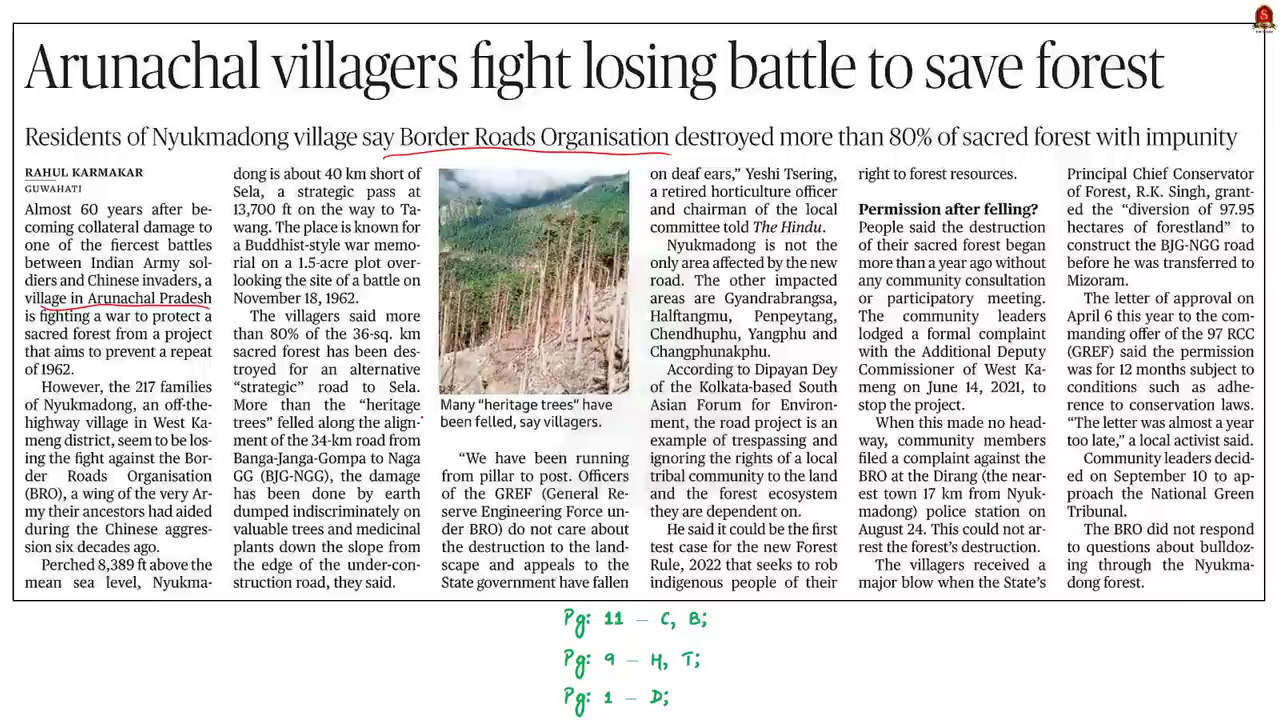 Arunachal villagers fight losing battle to save forest
Residents of Nyukmadong village say Border Roads Organisation destroyed more than 80% of sacred forest with impunity
RAHUL KARMAKAR
GUWAHATI
Almost 60 years after be-
coming collateral damage to
one of the fiercest battles
between Indian Army sol-
diers and Chinese invaders, a
village in Arunachal Pradesh
is fighting a war to protect a
sacred forest from a project
that aims to prevent a repeat
of 1962.
However, the 217 families
of Nyukmadong, an off-the-
highway village in West Ka-
meng district, seem to be los-
ing the fight against the Bor-
der Roads Organisation
(BRO), a wing of the very Ar-
my their ancestors had aided
during the Chinese aggres-
sion six decades ago.
Perched 8,389 ft above the
mean sea level, Nyukma-
dong is about 40 km short of
Sela, a strategic pass at
13,700 ft on the way to Ta-
wang. The place is known for
a Buddhist-style war memo-
rial on a 1.5-acre plot over-
looking the site of a battle on
November 18, 1962.
The villagers said more
than 80% of the 36-sq. km
sacred forest has been des-
troyed for an alternative
“strategic” road to Sela.
More than the “heritage
trees” felled along the align-
ment of the 34-km road from
Banga-Janga-Gompa to Naga
GG (BJG-NGG), the damage
has been done by earth
dumped indiscriminately on
valuable trees and medicinal
plants down the slope from
the edge of the under-con-
struction road, they said.
Many “heritage trees” have
been felled, say villagers.
“We have been running
from pillar to post. Officers
of the GREF (General Re-
serve Engineering Force un-
der BRO) do not care about
the destruction to the land-
scape and appeals to the
State government have fallen
on deaf ears,” Yeshi Tsering,
a retired horticulture officer
and chairman of the local
committee told The Hindu.
Nyukmadong is not the
only area affected by the new
road. The other impacted
areas are Gyandrabrangsa,
Halftangmu, Penpeytang,
Chendhuphu, Yangphu and
Changphunakphu.
According to Dipayan Dey
of the Kolkata-based South
Asian Forum for Environ-
ment, the road project is an
example of trespassing and
ignoring the rights of a local
tribal community to the land
and the forest ecosystem
they are dependent on.
He said it could be the first
test case for the new Forest
Rule, 2022 that seeks to rob
indigenous people of their
right to forest resources.
Permission after felling?
People said the destruction
of their sacred forest began
more than a year ago without
any community consultation
or participatory meeting.
The community leaders
lodged a formal complaint
with the Additional Deputy
Commissioner of West Ka-
meng on June 14, 2021, to
stop the project.
When this made no head-
way, community members
filed a complaint against the
BRO at the Dirang (the near-
est town 17 km from Nyuk-
madong) police station on
August 24. This could not ar-
rest the forest’s destruction.
The villagers received a
major blow when the State’s
Principal Chief Conservator
of Forest, R.K. Singh, grant-
ed the “diversion of 97.95
hectares of forestland” to
construct the BJG-NGG road
before he was transferred to
Mizoram.
The letter of approval on
April 6 this year to the com-
manding offer of the 97 RCC
(GREF) said the permission
was for 12 months subject to
conditions such as adhe-
rence to conservation laws.
“The letter was almost a year
too late,” a local activist said.
Community leaders decid-
ed on September 10 to ap-
proach the National Green
Tribunal.
The BRO did not respond
to questions about bulldoz-
ing through the Nyukma-
dong forest.
Pg: 11 – C, B;
Pg: 9 – H, T;
Pg: 1 – D;